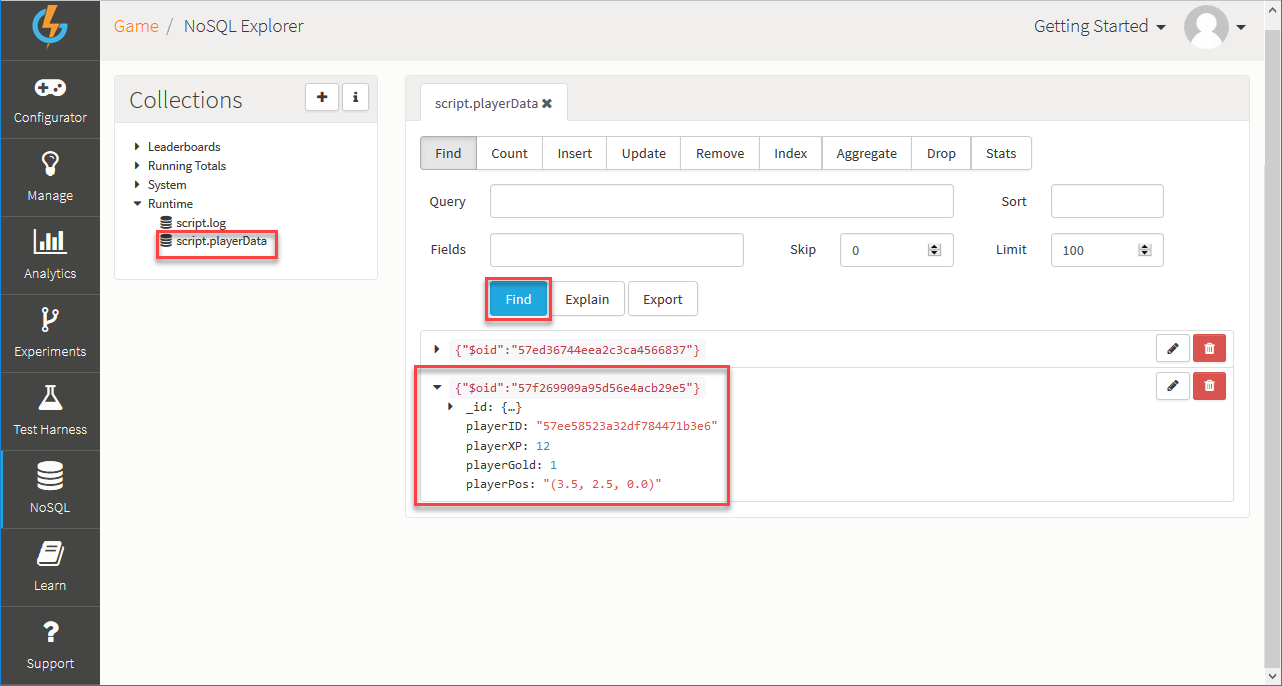 Game / NoSQL Explorer
Getting Started
Configurator
Manage
Analytics
Experiments
Test Harness
NoSQL
Learn
Support
Collections
Leaderboards
Running Totals
System
Runtime
script.log
script.playerData
script.playerData
Find Count Insert Update Remove Index Aggregate Drop Stats
Query Sort
Fields Skip 0 Limit 100
Find Explain Export
{"$oid":"57ed36744eea2c3ca4566837"}
{"$oid":"57f269909a95d56e4acb29e5"}
_id: {…}
playerID: "57ee58523a32df784471b3e6"
playerXP: 12
playerGold: 1
playerPos: "(3.5, 2.5, 0.0)"